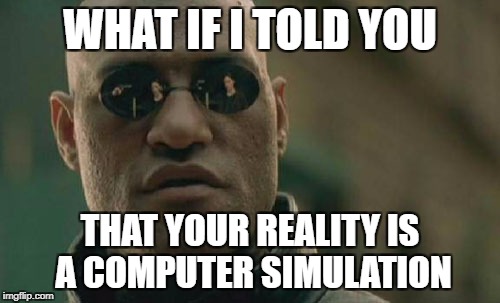 WHAT IF I TOLD YOU
THAT YOUR REALITY IS
A COMPUTER SIMULATION
imgflip.com